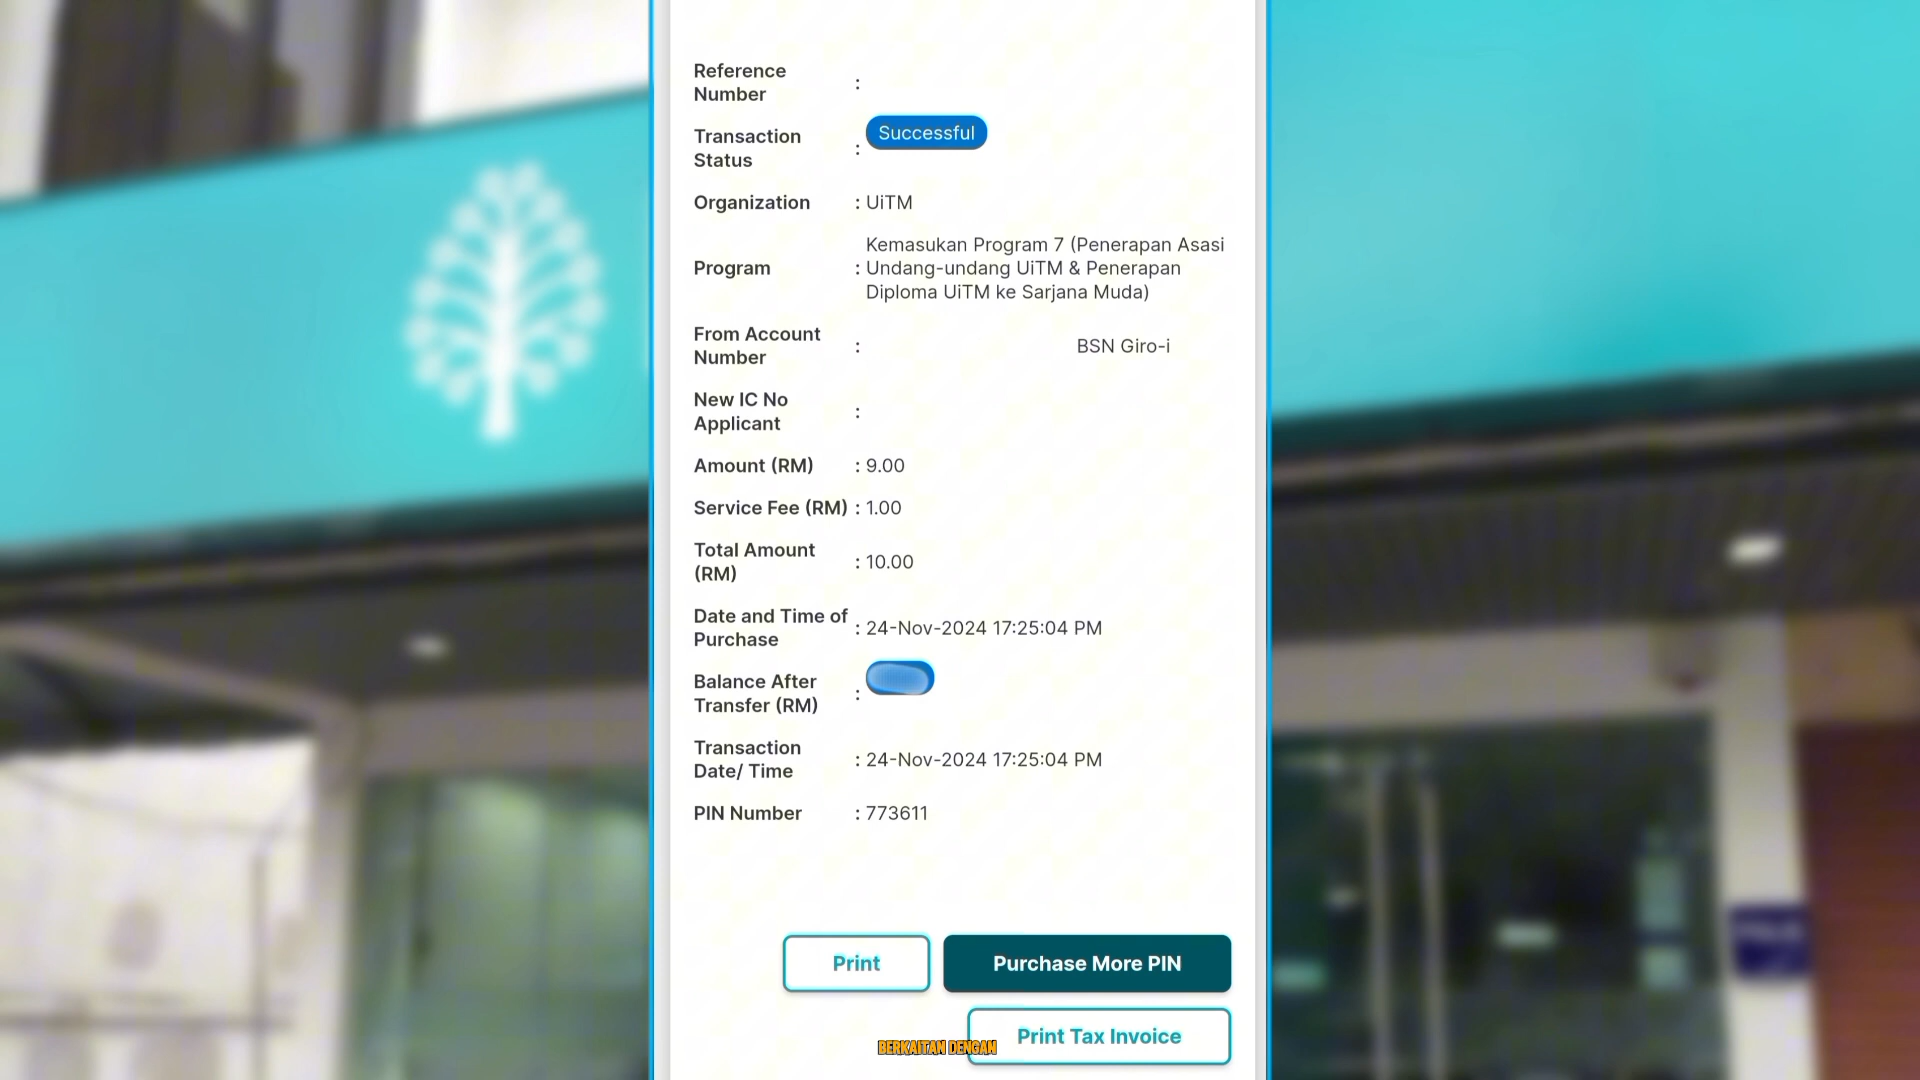 Reference
Number :
Transaction
Status : Successful
Organization : UiTM
Program : Kemasukan Program 7 (Penerapan Asasi
Undang-undang UiTM & Penerapan
Diploma UiTM ke Sarjana Muda)
From Account
Number : BSN Giro-i
New IC No
Applicant :
Amount (RM) : 9.00
Service Fee (RM) : 1.00
Total Amount
(RM) : 10.00
Date and Time of
Purchase : 24-Nov-2024 17:25:04 PM
Balance After
Transfer (RM) :
Transaction
Date/ Time : 24-Nov-2024 17:25:04 PM
PIN Number : 773611
Print
Purchase More PIN
Print Tax Invoice
BERKAITAN DENGAN